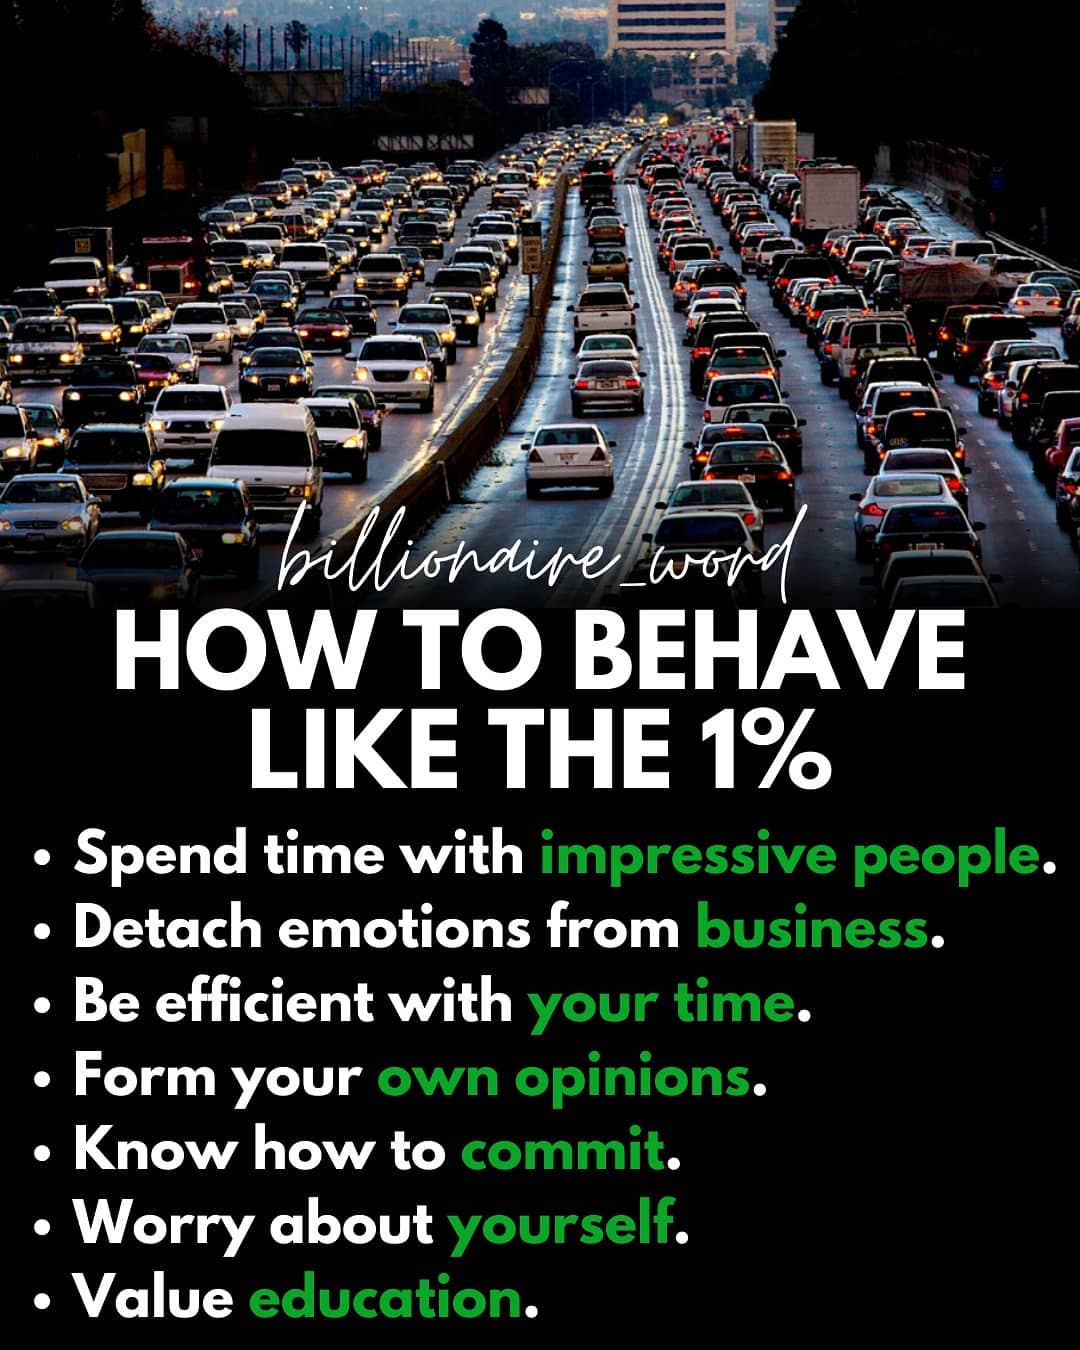 billionaire_word
HOW TO BEHAVE
LIKE THE 1%
• Spend time with impressive people.
• Detach emotions from business.
• Be efficient with your time.
• Form your own opinions.
• Know how to commit.
• Worry about yourself.
• Value education.